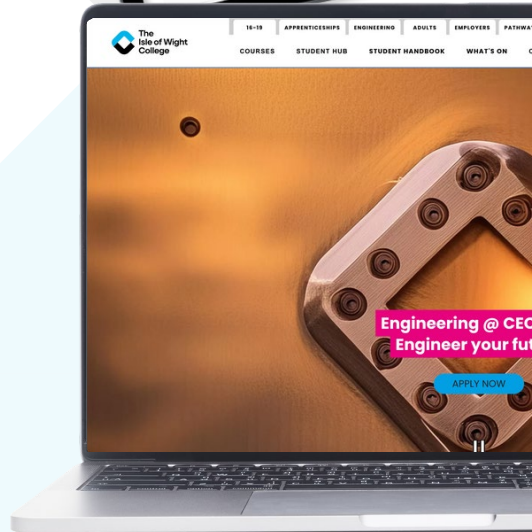 The
Isle of Wight
College
16-19 APPRENTICESHIPS ENGINEERING ADULTS EMPLOYERS PATHWA
COURSES STUDENT HUB STUDENT HANDBOOK WHAT'S ON
Engineering @ CEC
Engineer your fut
APPLY NOW